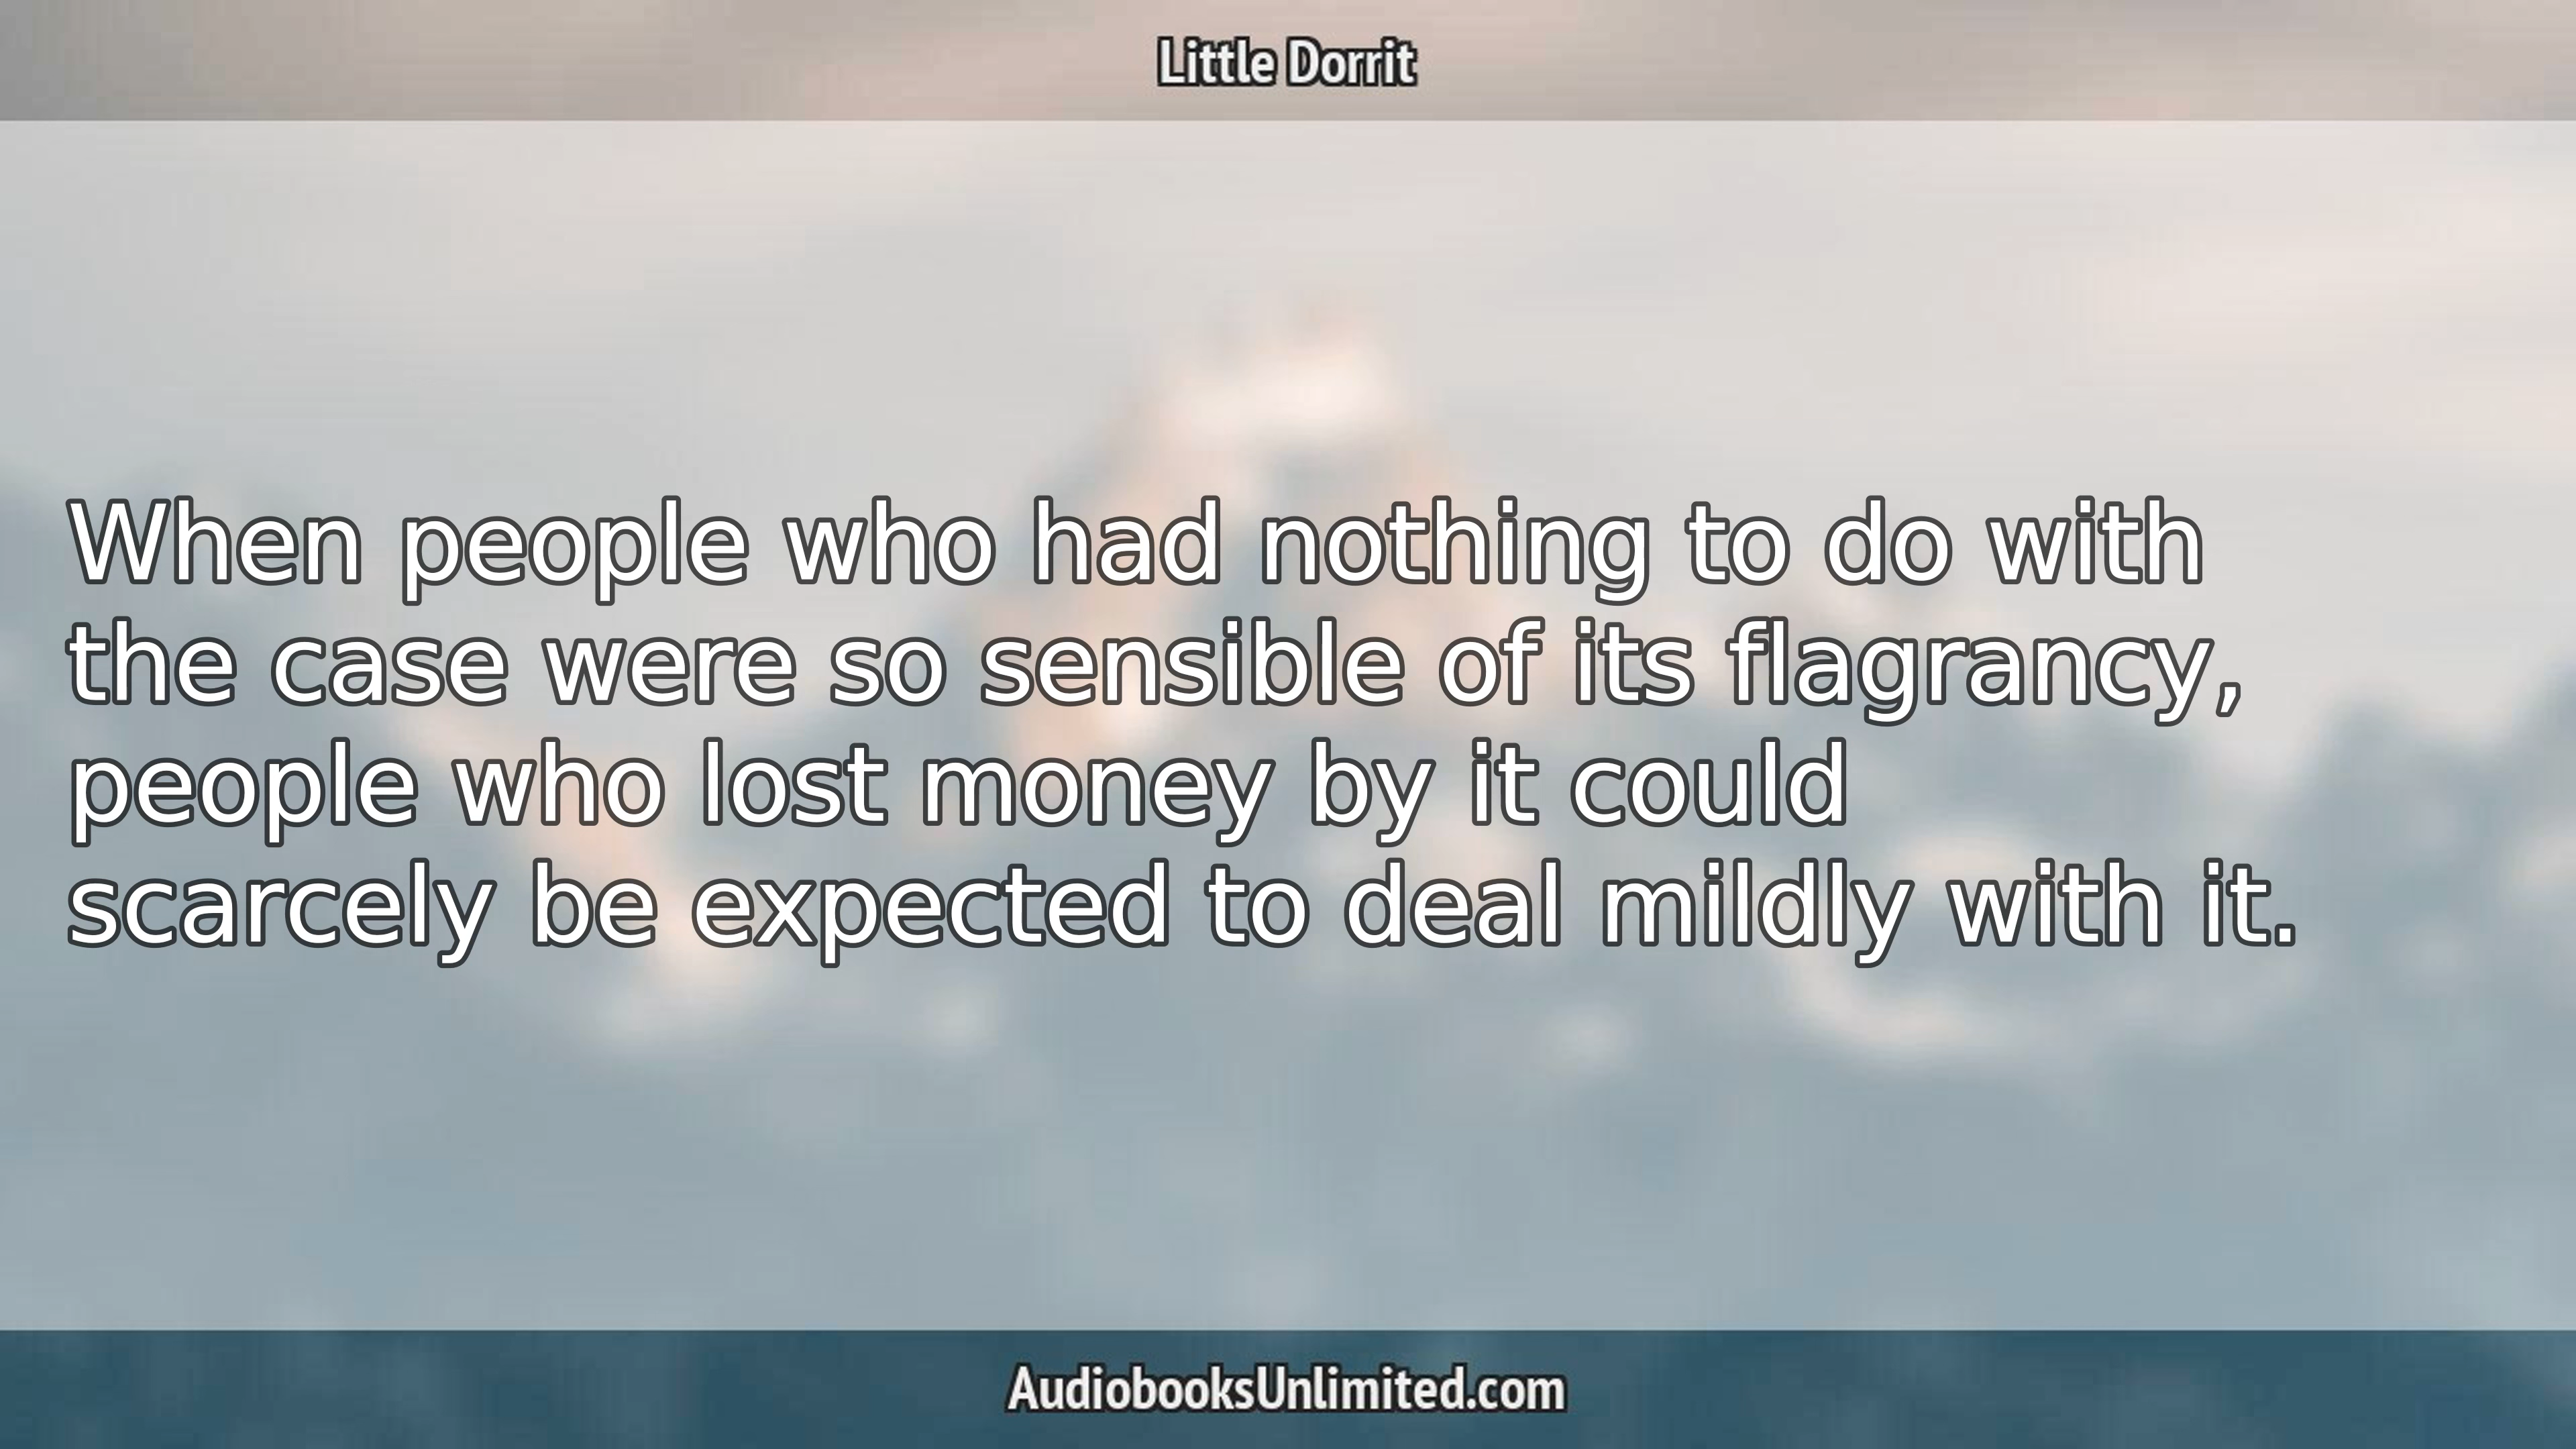 Little Dorrit
When people who had nothing to do with
the case were so sensible of its flagrancy,
people who lost money by it could
scarcely be expected to deal mildly with it.
AudiobooksUnlimited.com